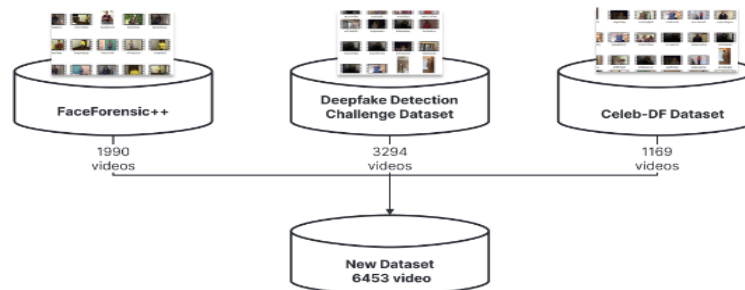 FaceForensic++
Deepfake Detection
Challenge Dataset
Celeb-DF Dataset
1990
videos
3294
videos
1169
videos
New Dataset
6453 video